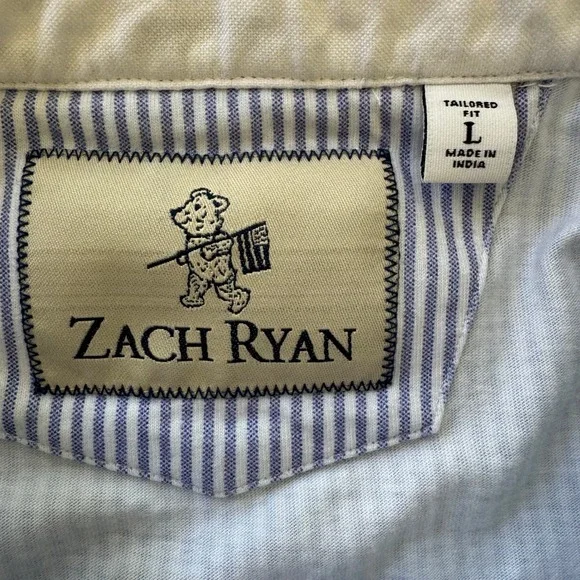 TAILORED
FIT
L
MADE IN
INDIA
ZACH RYAN